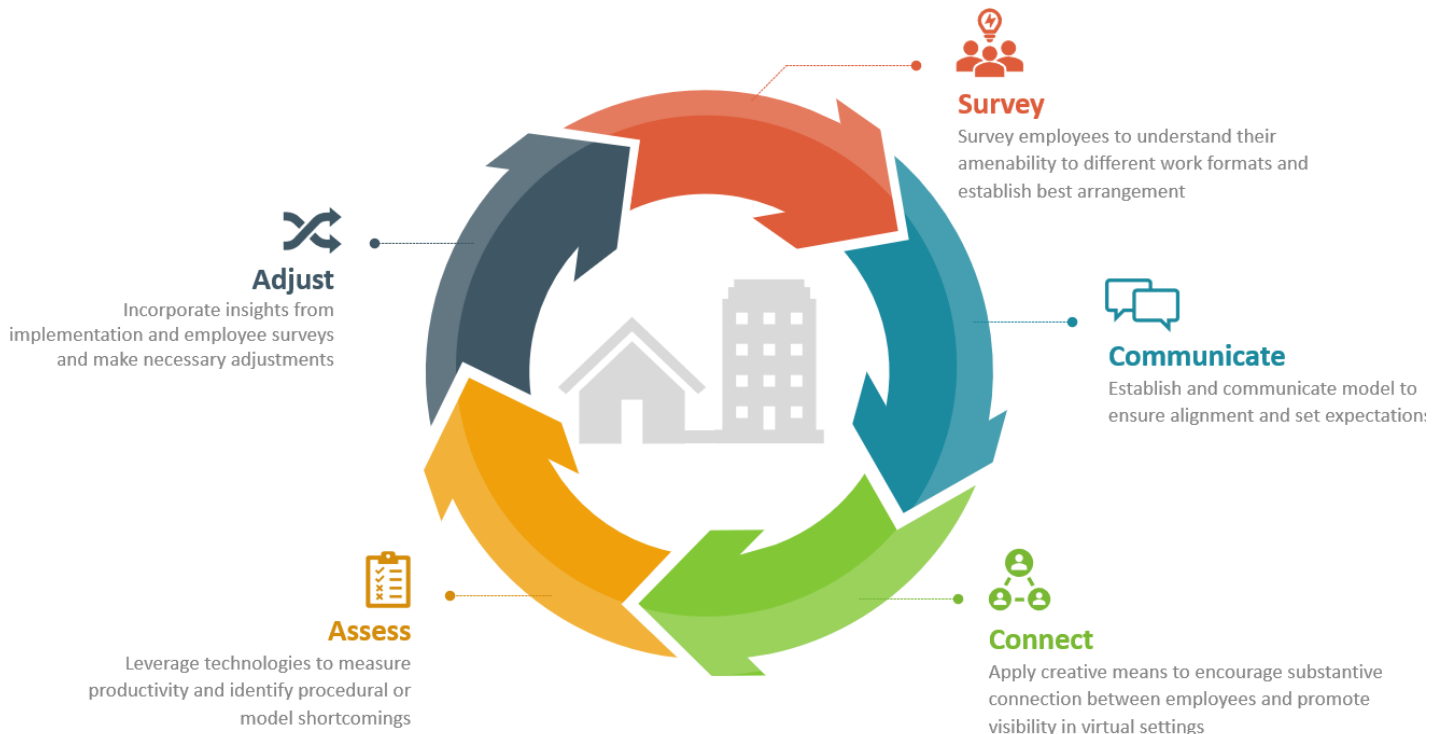 Survey
Survey employees to understand their
amenability to different work formats and
establish best arrangement
Communicate
Establish and communicate model to
ensure alignment and set expectations
Connect
Apply creative means to encourage substantive
connection between employees and promote
visibility in virtual settings
Assess
Leverage technologies to measure
productivity and identify procedural or
model shortcomings
Adjust
Incorporate insights from
implementation and employee surveys
and make necessary adjustments